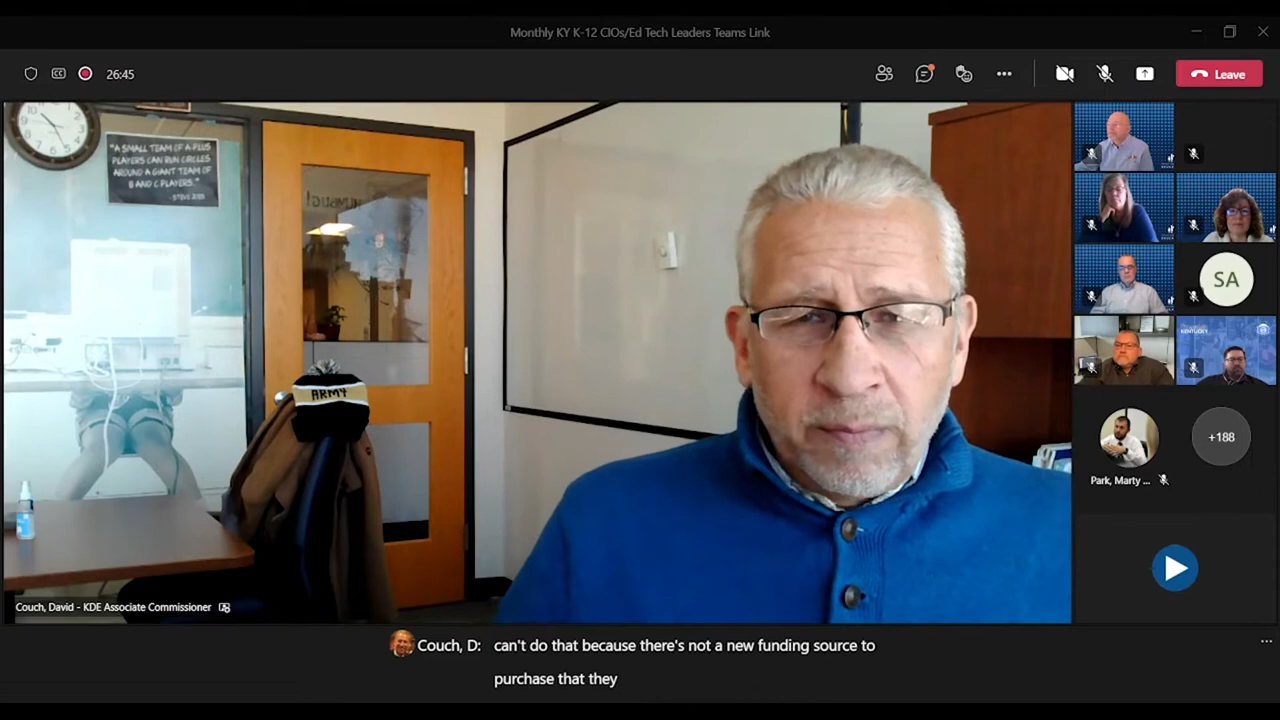 Monthly KY K-12 CIOs/Ed Tech Leaders Teams Link
CC
26:45
Leave
"A SMALL TEAM OF A-PLUS
PLAYERS CAN RUN CIRCLES
AROUND A GIANT TEAM OF
B AND C PLAYERS."
ARMY
SA
KENTUCKY
+188
Park, Marty ...
Couch, David - KDE Associate Commissioner
Couch, D: can't do that because there's not a new funding source to
purchase that they